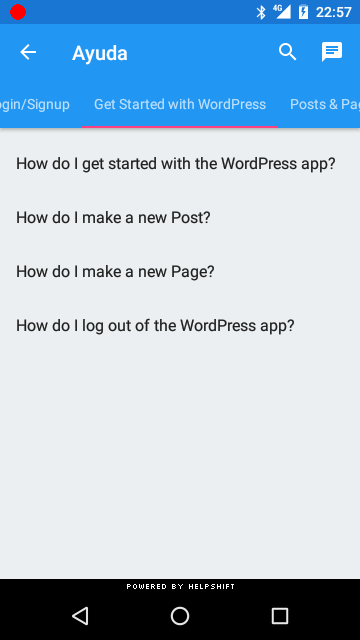 4G 22:57
Ayuda
ogin/Signup Get Started with WordPress Posts & Pag
How do I get started with the WordPress app?
How do I make a new Post?
How do I make a new Page?
How do I log out of the WordPress app?
POWERED BY HELPSHIFT